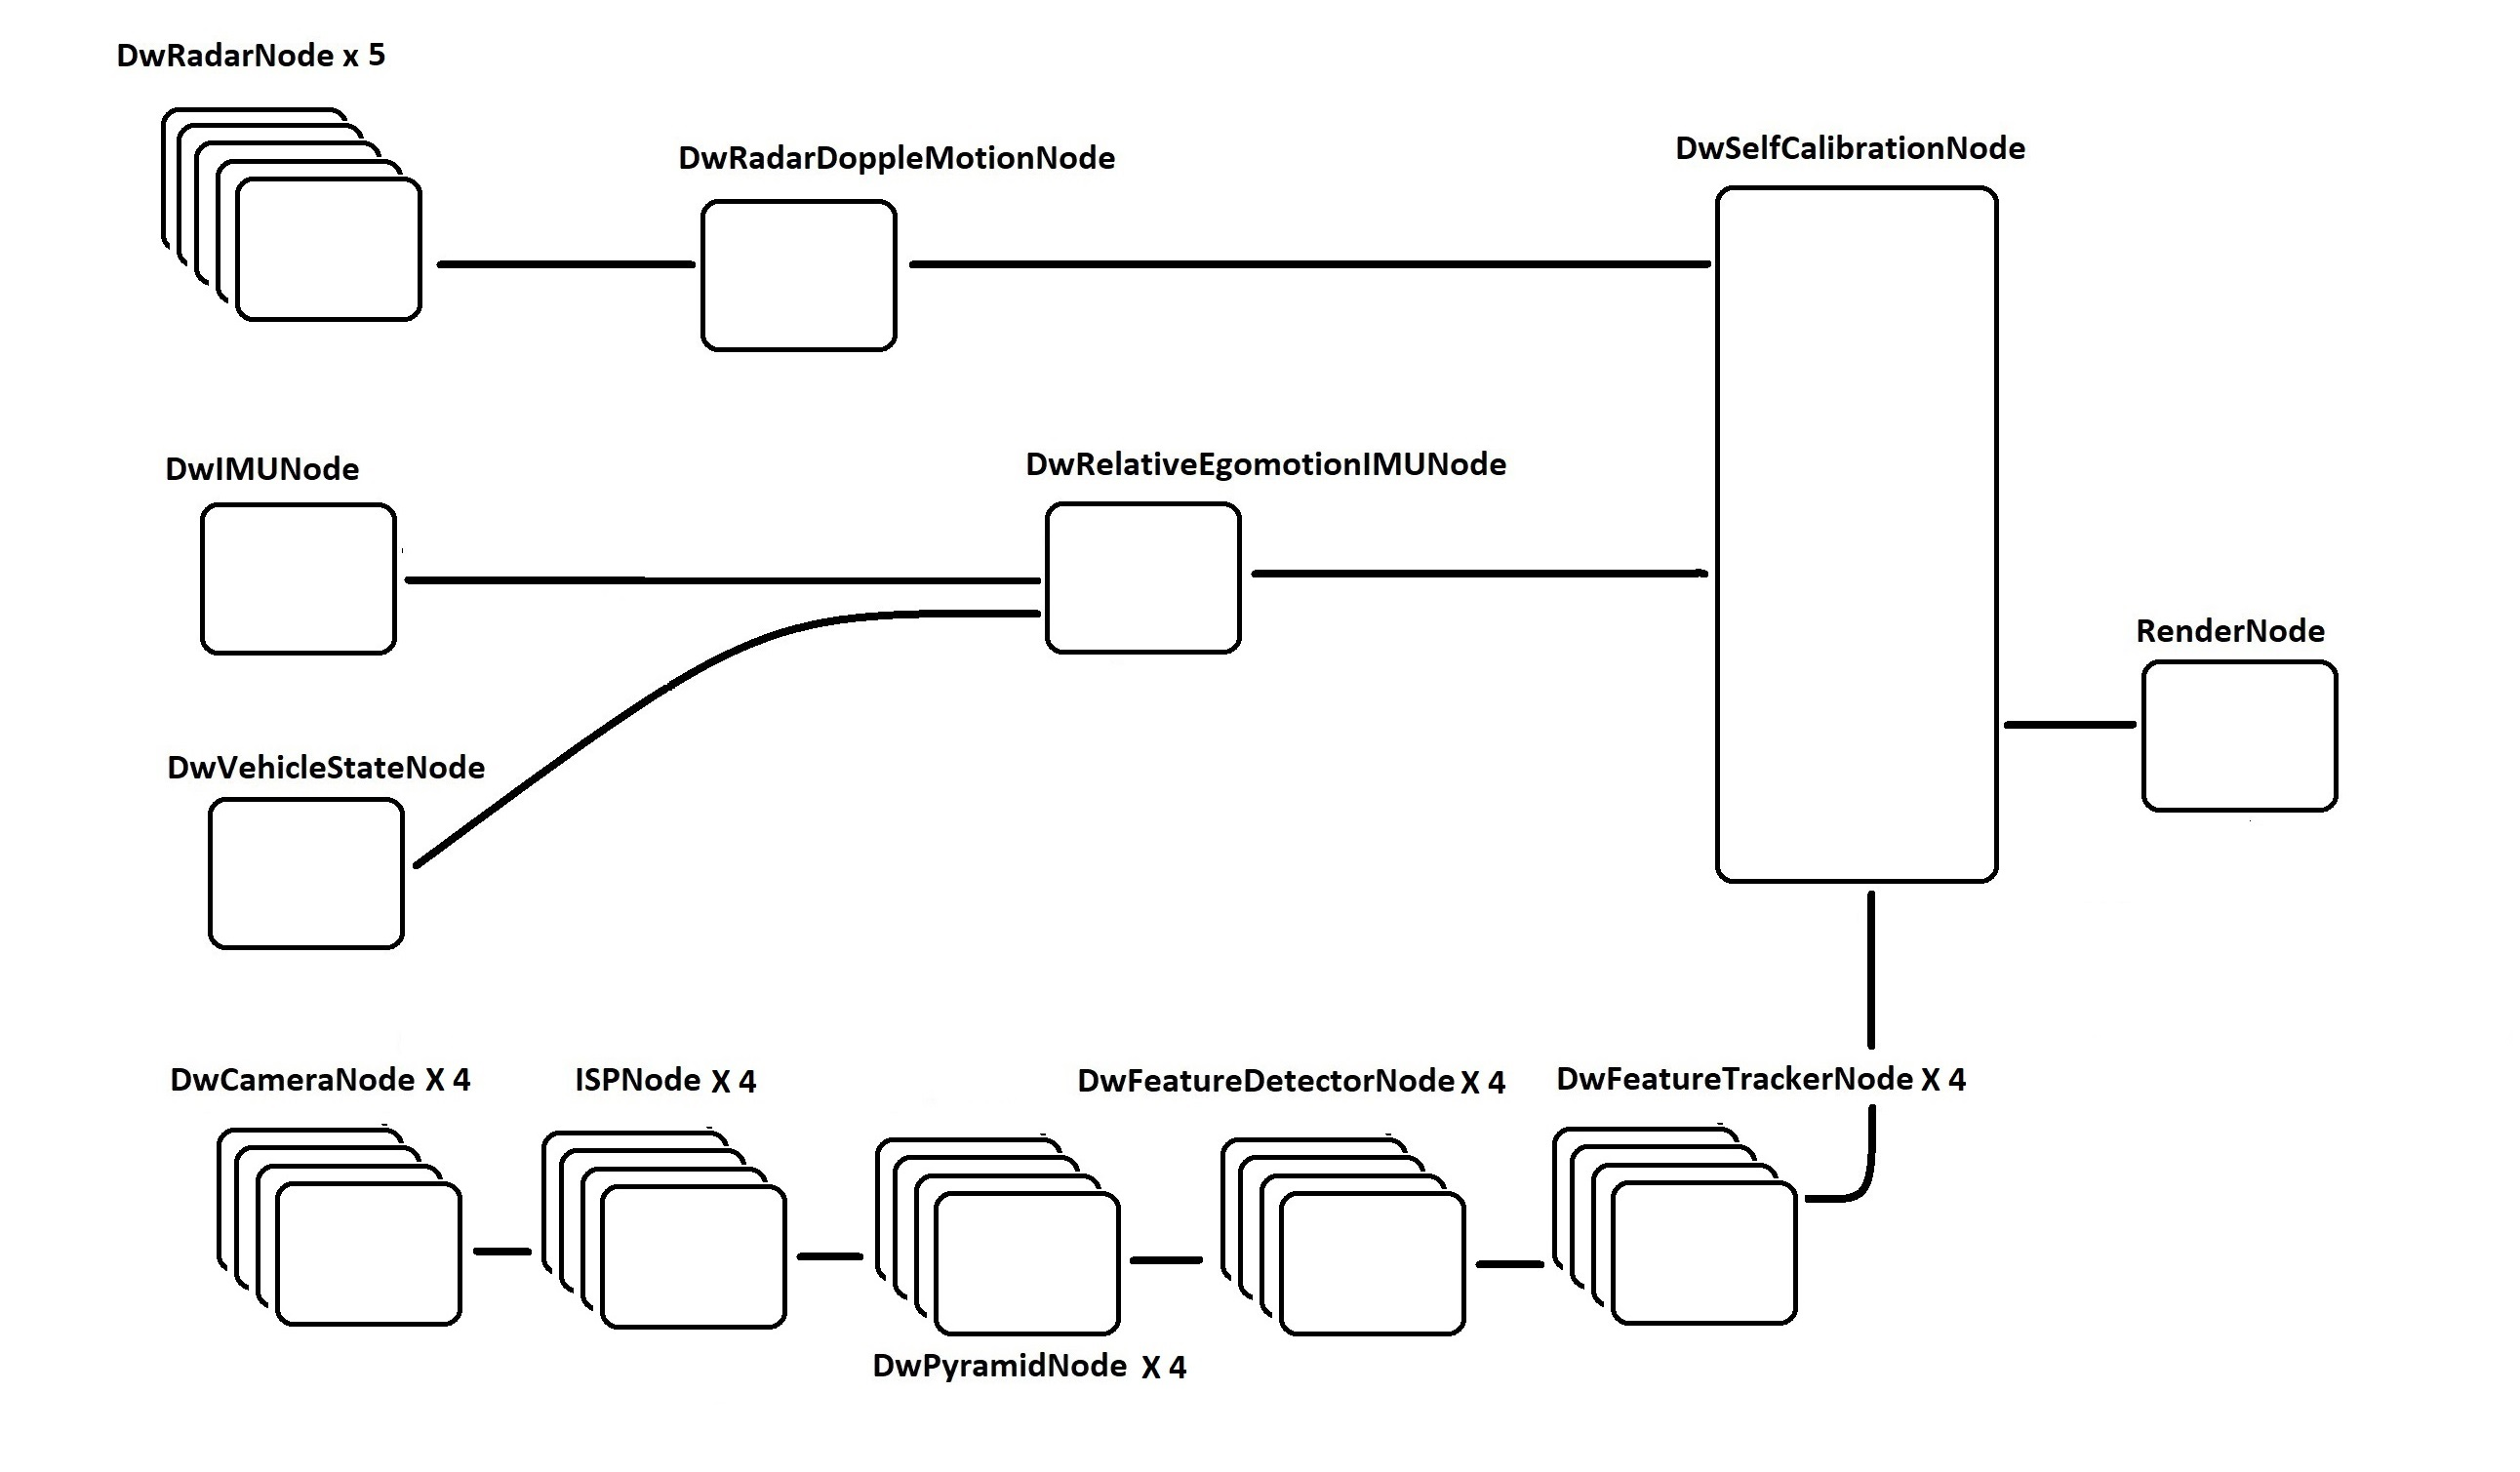 DwRadarNode x 5
DwRadarDoppleMotionNode
DwSelfCalibrationNode
DwIMUNode
DwRelativeEgomotionIMUNode
RenderNode
DwVehicleStateNode
DwCameraNode X 4
ISPNode X 4
DwFeatureDetectorNode X 4
DwFeatureTrackerNode X 4
DwPyramidNode X 4